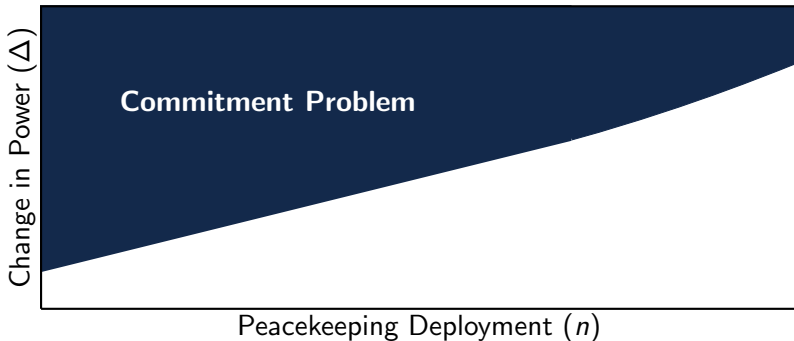 Commitment Problem
Change in Power (Δ)
Peacekeeping Deployment (n)